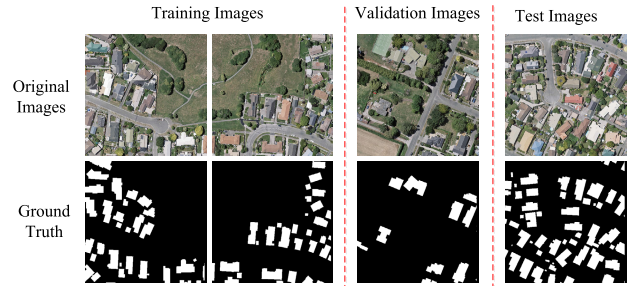 Training Images
Validation Images
Test Images
Original
Images
Ground
Truth